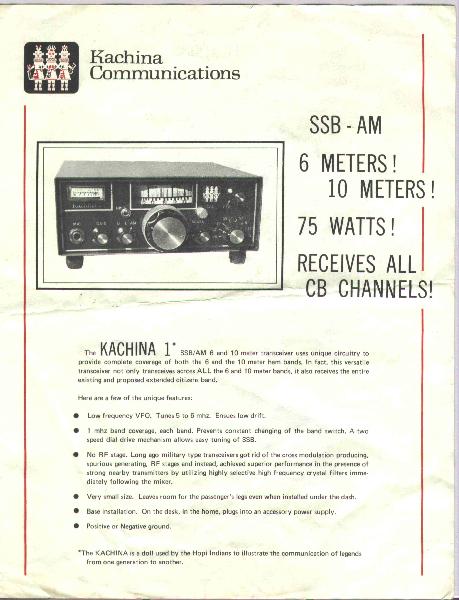 Kachina
Communications
SSB - AM
6 METERS!
10 METERS!
75 WATTS!
RECEIVES ALL
CB CHANNELS!
The KACHINA 1* SSB/AM 6 and 10 meter transceiver uses unique circuitry to
provide complete coverage of both the 6 and the 10 meter ham bands. In fact, this versatile
transceiver not only transceives across ALL the 6 and 10 meter bands, it also receives the entire
existing and proposed extended citizens band.
Here are a few of the unique features:
● Low frequency VFO. Tunes 5 to 6 mhz. Ensues low drift.
● 1 mhz band coverage, each band. Prevents constant changing of the band switch. A two
speed dial drive mechanism allows easy tuning of SSB.
● No RF stage. Long ago military type transceivers got rid of the cross modulation producing,
spurious generating, RF stages and instead, achieved superior performance in the presence of
strong nearby transmitters by utilizing highly selective high frequency crystal filters imme-
diately following the mixer.
● Very small size. Leaves room for the passenger's legs even when installed under the dash.
● Base installation. On the desk, in the home, plugs into an accessory power supply.
● Positive or Negative ground.
*The KACHINA is a doll used by the Hopi Indians to illustrate the communication of legends
from one generation to another.